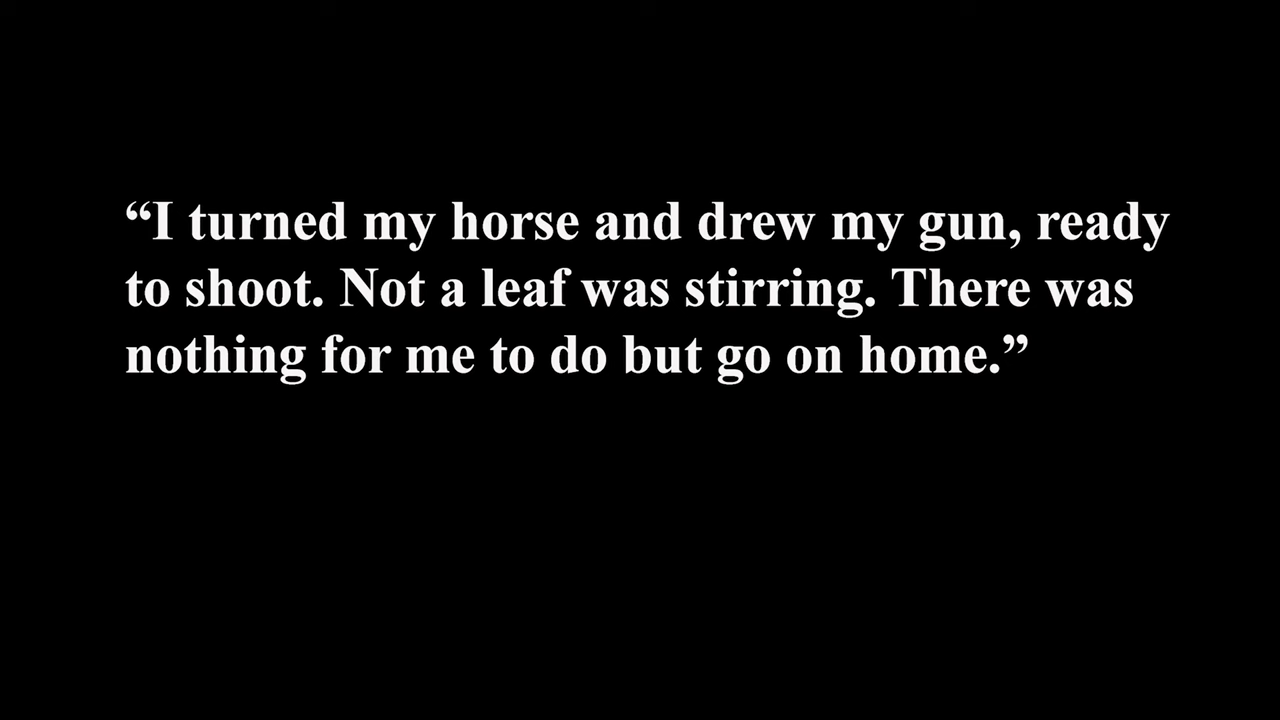 “I turned my horse and drew my gun, ready
to shoot. Not a leaf was stirring. There was
nothing for me to do but go on home.”